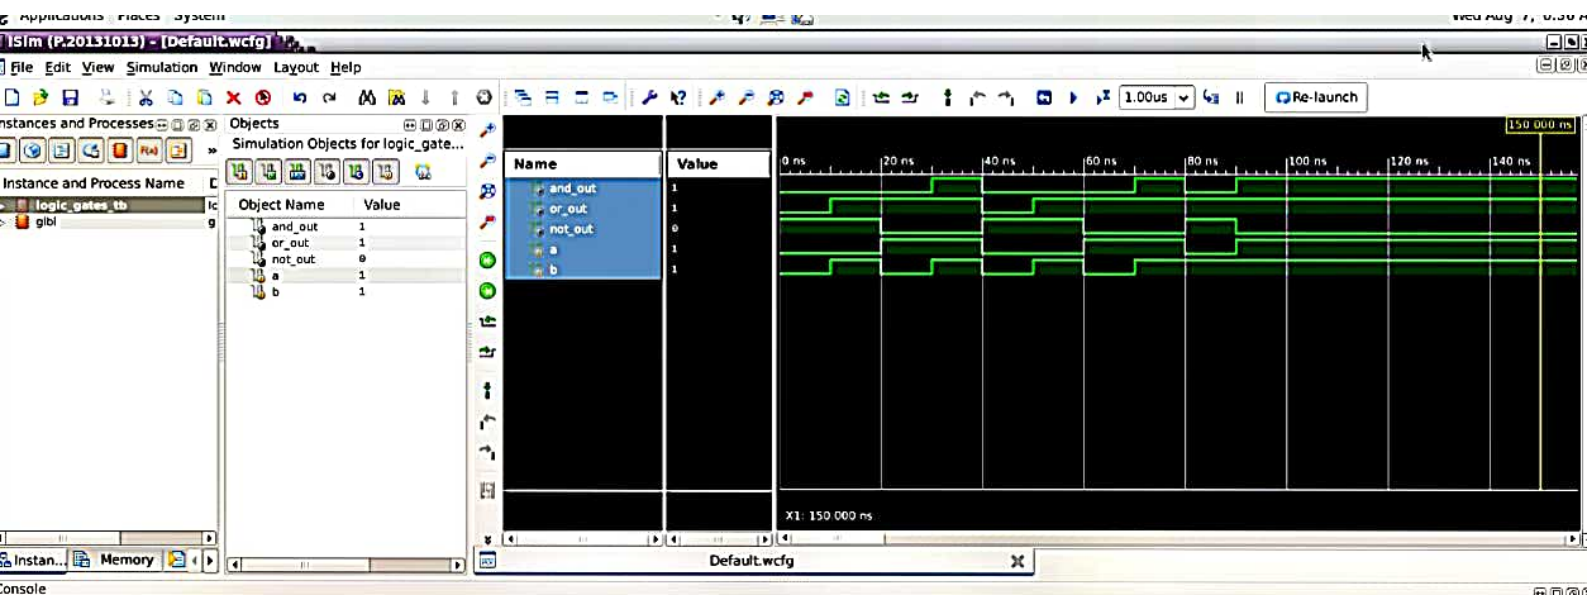 Applications Places System
Wed Aug 7,
ISim (P.20131013) - [Default.wcfg]
File Edit View Simulation Window Layout Help
1.00us
Re-launch
nstances and Processes
Instance and Process Name
logic_gates_tb
glbl
g
Objects
Simulation Objects for logic_gate...
Object Name Value
and_out 1
or_out 1
not_out 0
a 1
b 1
Name Value
and_out 1
or_out 1
not_out 0
a 1
b 1
150.000 ns
0 ns 20 ns 40 ns 60 ns 80 ns 100 ns 120 ns 140 ns
X1: 150.000 ns
Instan... Memory
Default.wcfg
Console